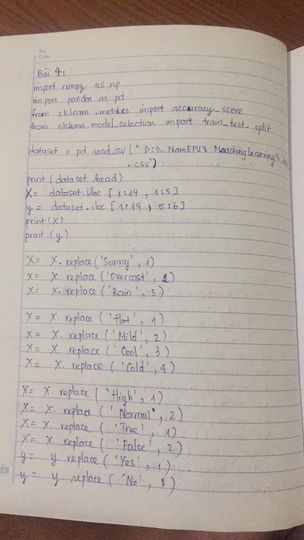 No
Date
Bài 4:
import numpy as np
import pandas as pd
from sklearn.metrics import accuracy_score
from sklearn.model_selection import train_test_split
dataset = pd.read_csv("D:\\ NamEPU\\ Maching Learning\\
.csv")
print(dataset.head)
X= dataset.iloc [1:14 , 1:5]
y = dataset.iloc [1:14 , 5:6]
print(X)
print(y)
X= X.replace('Sunny', 1)
X= X.replace('Overcast', 2)
X= X.replace('Rain', 3)
X= X.replace('Hot', 1)
X= X.replace('Mild', 2)
X= X replace('Cool', 3)
X= X replace('Cold', 4)
X= X.replace('High', 1)
X= X.replace('Normal', 2)
X= X.replace('True', 1)
X= X.replace('False', 2)
y= y replace('Yes', 1)
y= y replace('No', 0)